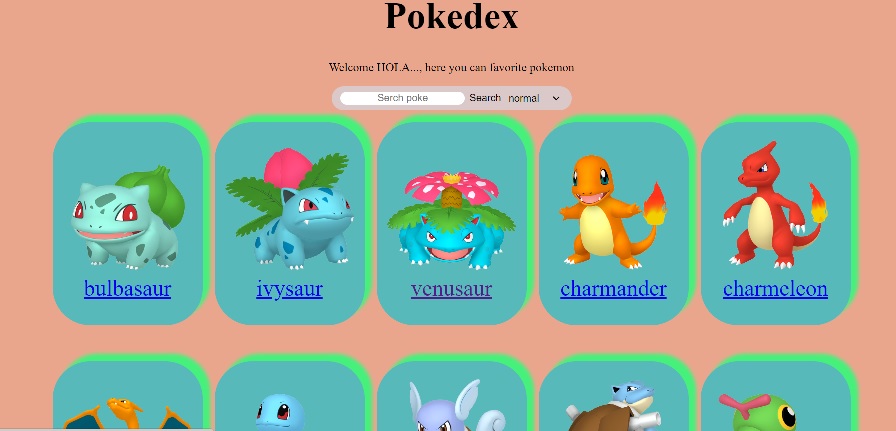 Pokedex
Welcome HOLA..., here you can favorite pokemon
Serch poke Search normal
bulbasaur ivysaur venusaur charmander charmeleon